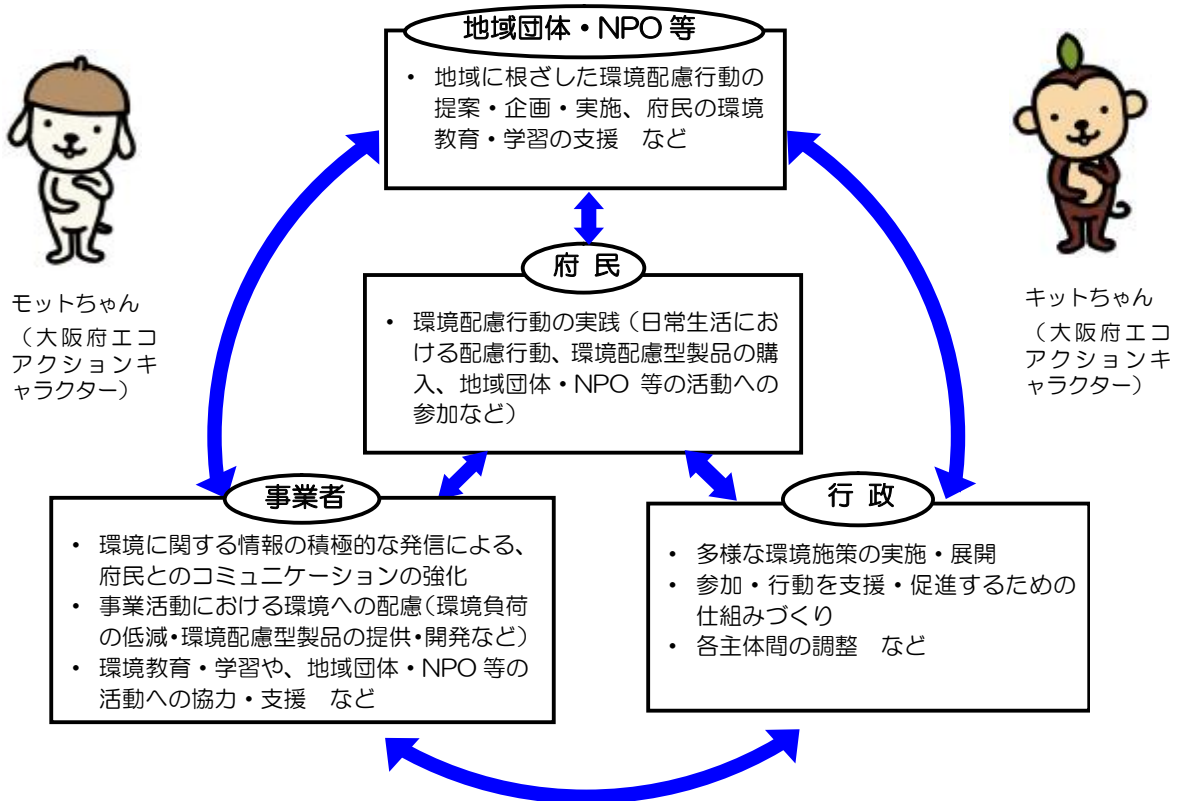 地域団体・NPO 等
・ 地域に根ざした環境配慮行動の
提案・企画・実施、府民の環境
教育・学習の支援　など
モットちゃん
（大阪府エコ
アクションキ
ャラクター）
キットちゃん
（大阪府エコ
アクションキ
ャラクター）
府 民
・ 環境配慮行動の実践（日常生活にお
ける配慮行動、環境配慮型製品の購
入、地域団体・NPO 等の活動への
参加など）
事業者
・ 環境に関する情報の積極的な発信による、
府民とのコミュニケーションの強化
・ 事業活動における環境への配慮（環境負荷
の低減・環境配慮型製品の提供・開発など）
・ 環境教育・学習や、地域団体・NPO 等の
活動への協力・支援　など
行 政
・ 多様な環境施策の実施・展開
・ 参加・行動を支援・促進するための
仕組みづくり
・ 各主体間の調整　など